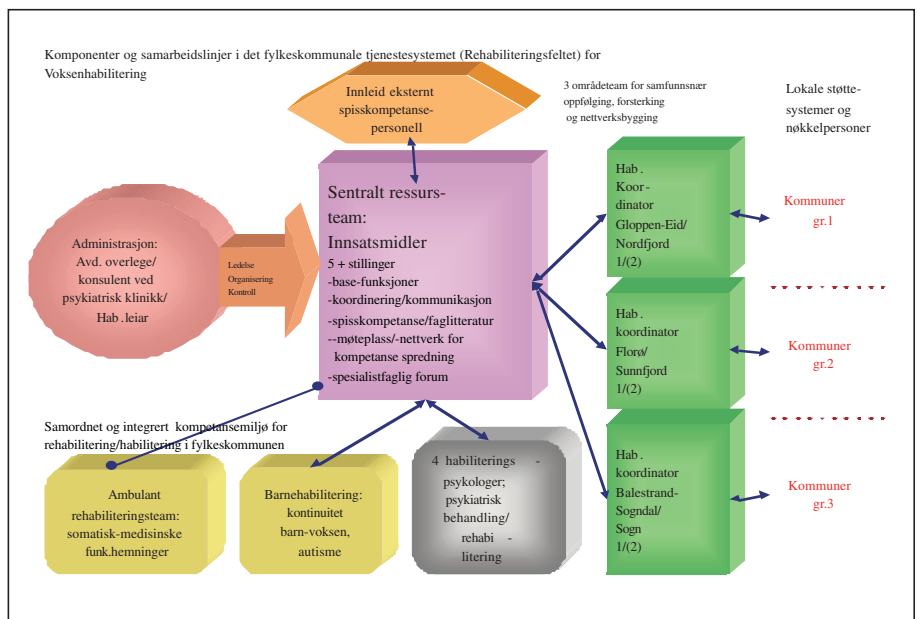 Komponenter og samarbeidslinjer i det fylkeskommunale tjenestesystemet (Rehabiliteringsfeltet) for
Voksenhabilitering
Innleid eksternt
spisskompetanse-
personell
3 områdeteam for samfunnsnær
oppfølging, forsterking
og nettverksbygging
Lokale støtte-
systemer og
nøkkelpersoner
Administrasjon:
Avd. overlege/
konsulent ved
psykiatrisk klinikk/
Hab .leiar
Ledelse
Organisering
Kontroll
Sentralt ressurs-
team:
Innsatsmidler
5 + stillinger
-base-funksjoner
-koordinering/kommunikasjon
-spisskompetanse/faglitteratur
--møteplass/-nettverk for
kompetanse spredning
-spesialistfaglig forum
Hab .
Koor-
dinator
Gloppen-Eid/
Nordfjord
1/(2)
Kommuner
gr.1
Hab .
koordinator
Florø/
Sunnfjord
1/(2)
Kommuner
gr.2
Hab .
koordinator
Balestrand-
Sogndal/
Sogn
1/(2)
Kommuner
gr.3
Samordnet og integrert kompetansemiljø for
rehabilitering/habilitering i fylkeskommunen
Ambulant
rehabiliteringsteam:
somatisk-medisinske
funk.hemninger
Barnehabilitering:
kontinuitet
barn-voksen,
autisme
4 habiliterings -
psykologer;
psykiatrisk
behandling/
rehabi -
litering